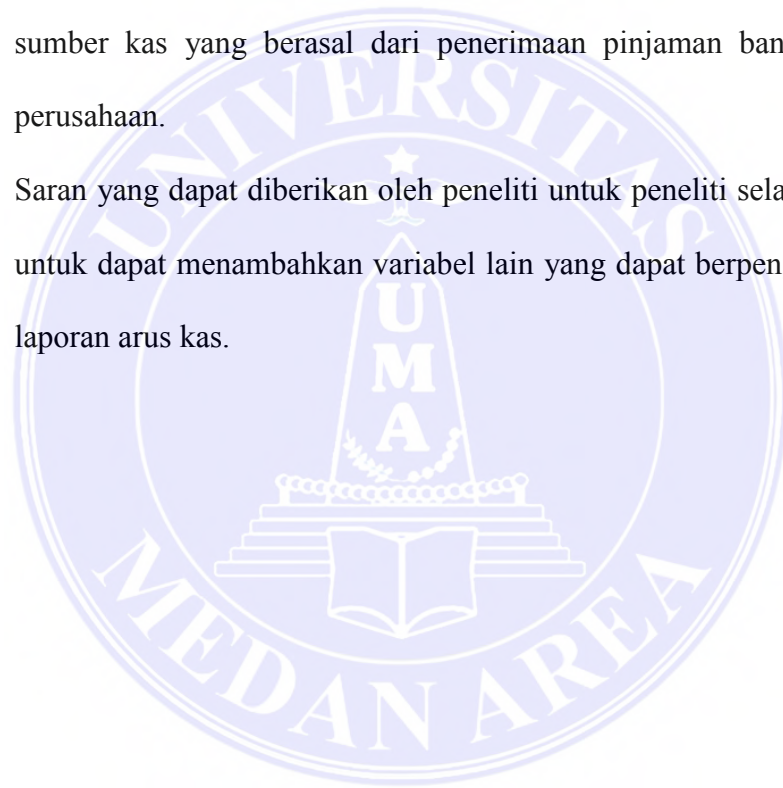 sumber kas yang berasal dari penerimaan pinjaman ban
perusahaan.
Saran yang dapat diberikan oleh peneliti untuk peneliti sela
untuk dapat menambahkan variabel lain yang dapat berpen
laporan arus kas.
UNIVERSITAS
UMA
MEDAN AREA